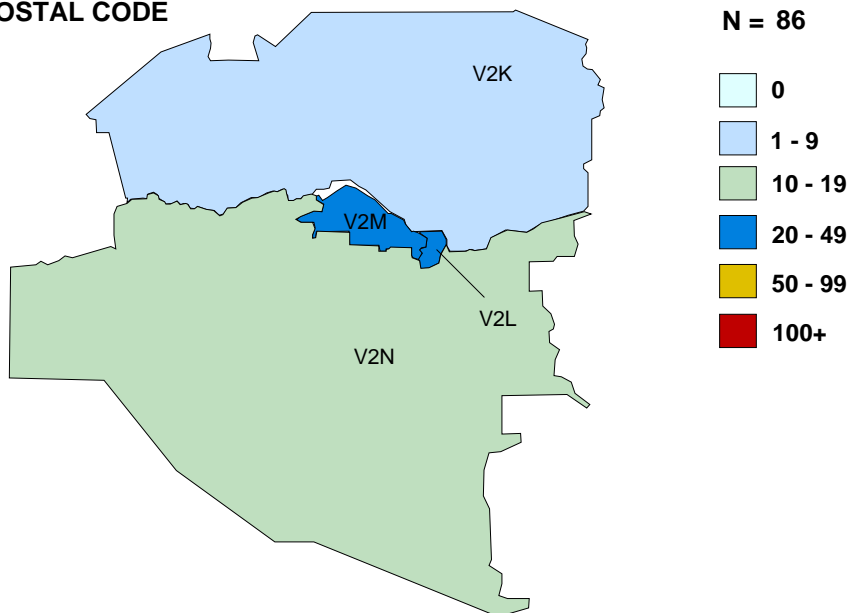 OSTAL CODE
N = 86
V2K
0
1 - 9
10 - 19
20 - 49
50 - 99
100+
V2M
V2L
V2N